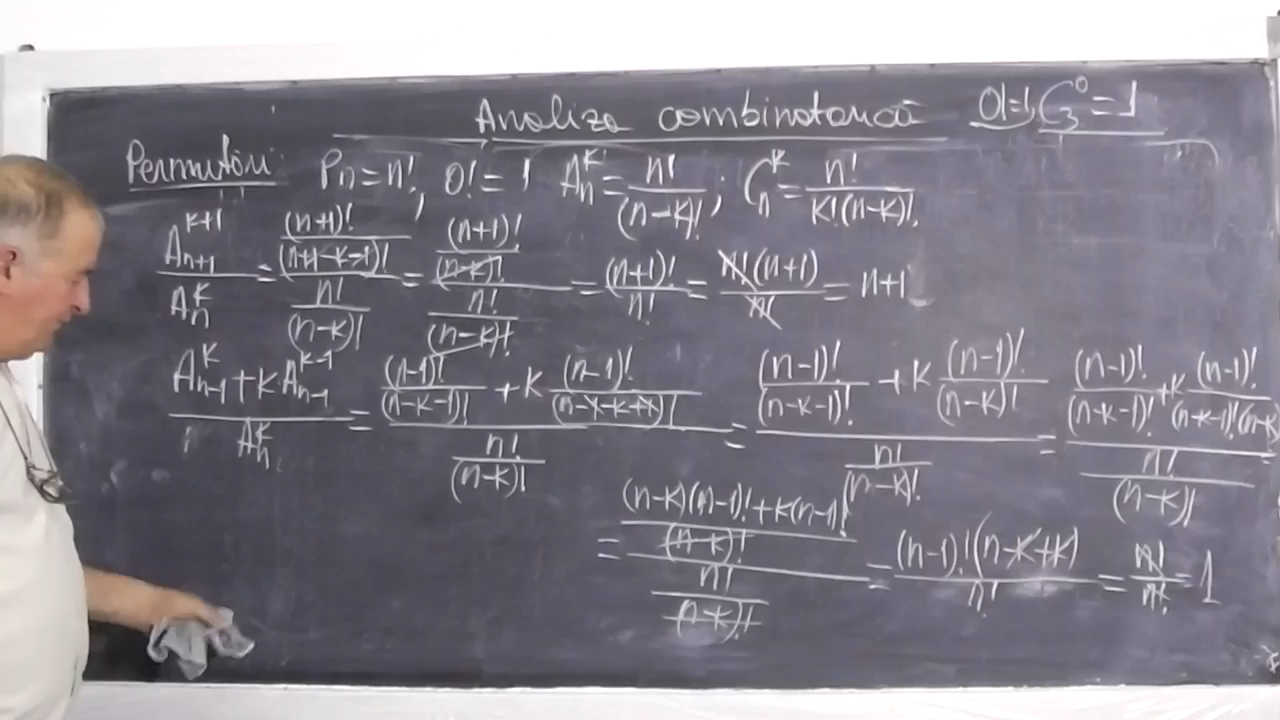 Analiza combinatorică 0!=1, C_3^0 = 1
Permutări: P_n = n!, 0! = 1 A_n^k = n!/(n-k)!; C_n^k = n!/(k!(n-k)!)
A_{n+1}^{k+1}/A_n^k = ((n+1)!/(n+1-k-1)!)/(n!/(n-k)!) = ((n+1)!/(n-k)!)/(n!/(n-k)!) = (n+1)!/n! = n!(n+1)/n! = n+1
(A_{n-1}^k + k A_{n-1}^{k-1})/A_n^k = ((n-1)!/(n-k-1)! + k (n-1)!/(n-1-k+1)!)/(n!/(n-k)!) = ((n-1)!/(n-k-1)! + k (n-1)!/(n-k)!)/(n!/(n-k)!) = ((n-1)!/(n-k-1)! + k (n-1)!/((n-k-1)!(n-k)))/(n!/(n-k)!)
= (((n-k)(n-1)! + k(n-1)!)/(n-k)!)/(n!/(n-k)!) = (n-1)!(n-k+k)/n! = n!/n! = 1